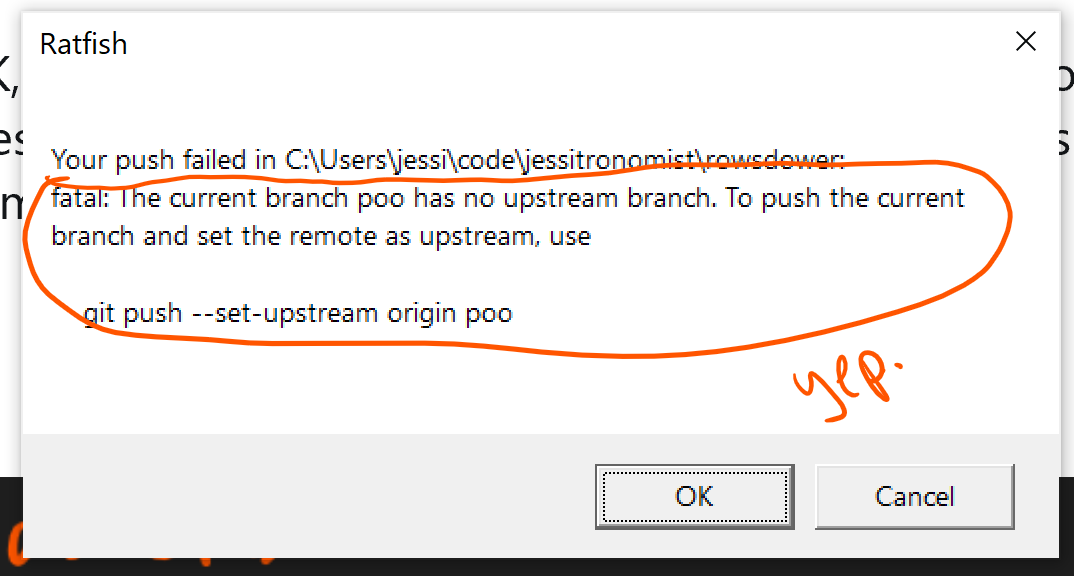 Ratfish
Your push failed in C:\Users\jessi\code\jessitronomist\rowsdower:
fatal: The current branch poo has no upstream branch. To push the current
branch and set the remote as upstream, use
git push --set-upstream origin poo
yep.
OK
Cancel